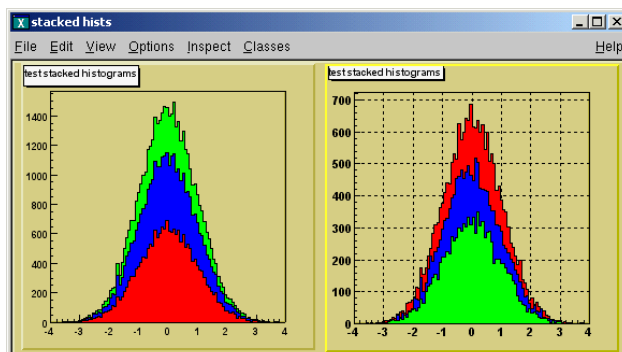 stacked hists
File Edit View Options Inspect Classes Help
test stacked histograms
1400
1200
1000
800
600
400
200
0
-4 -3 -2 -1 0 1 2 3 4
test stacked histograms
700
600
500
400
300
200
100
0
-4 -3 -2 -1 0 1 2 3 4